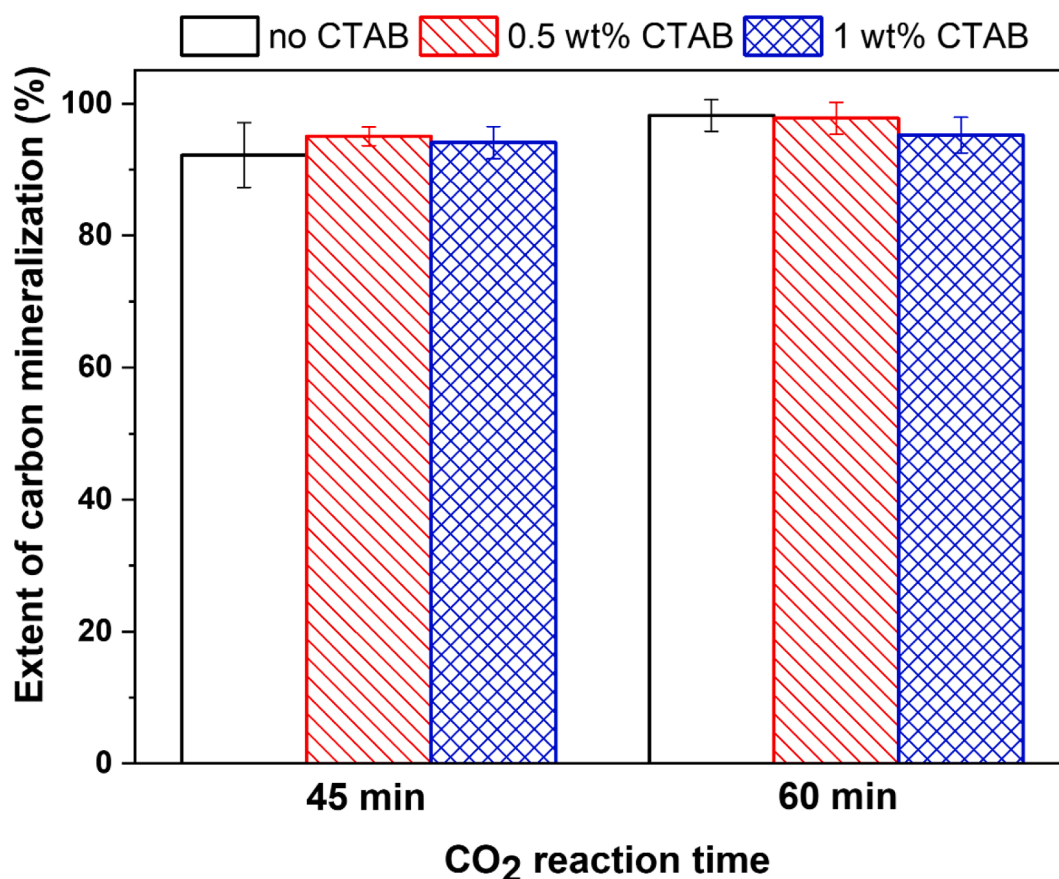 no CTAB 0.5 wt% CTAB 1 wt% CTAB
Extent of carbon mineralization (%)
100
80
60
40
20
0
45 min 60 min
CO₂ reaction time